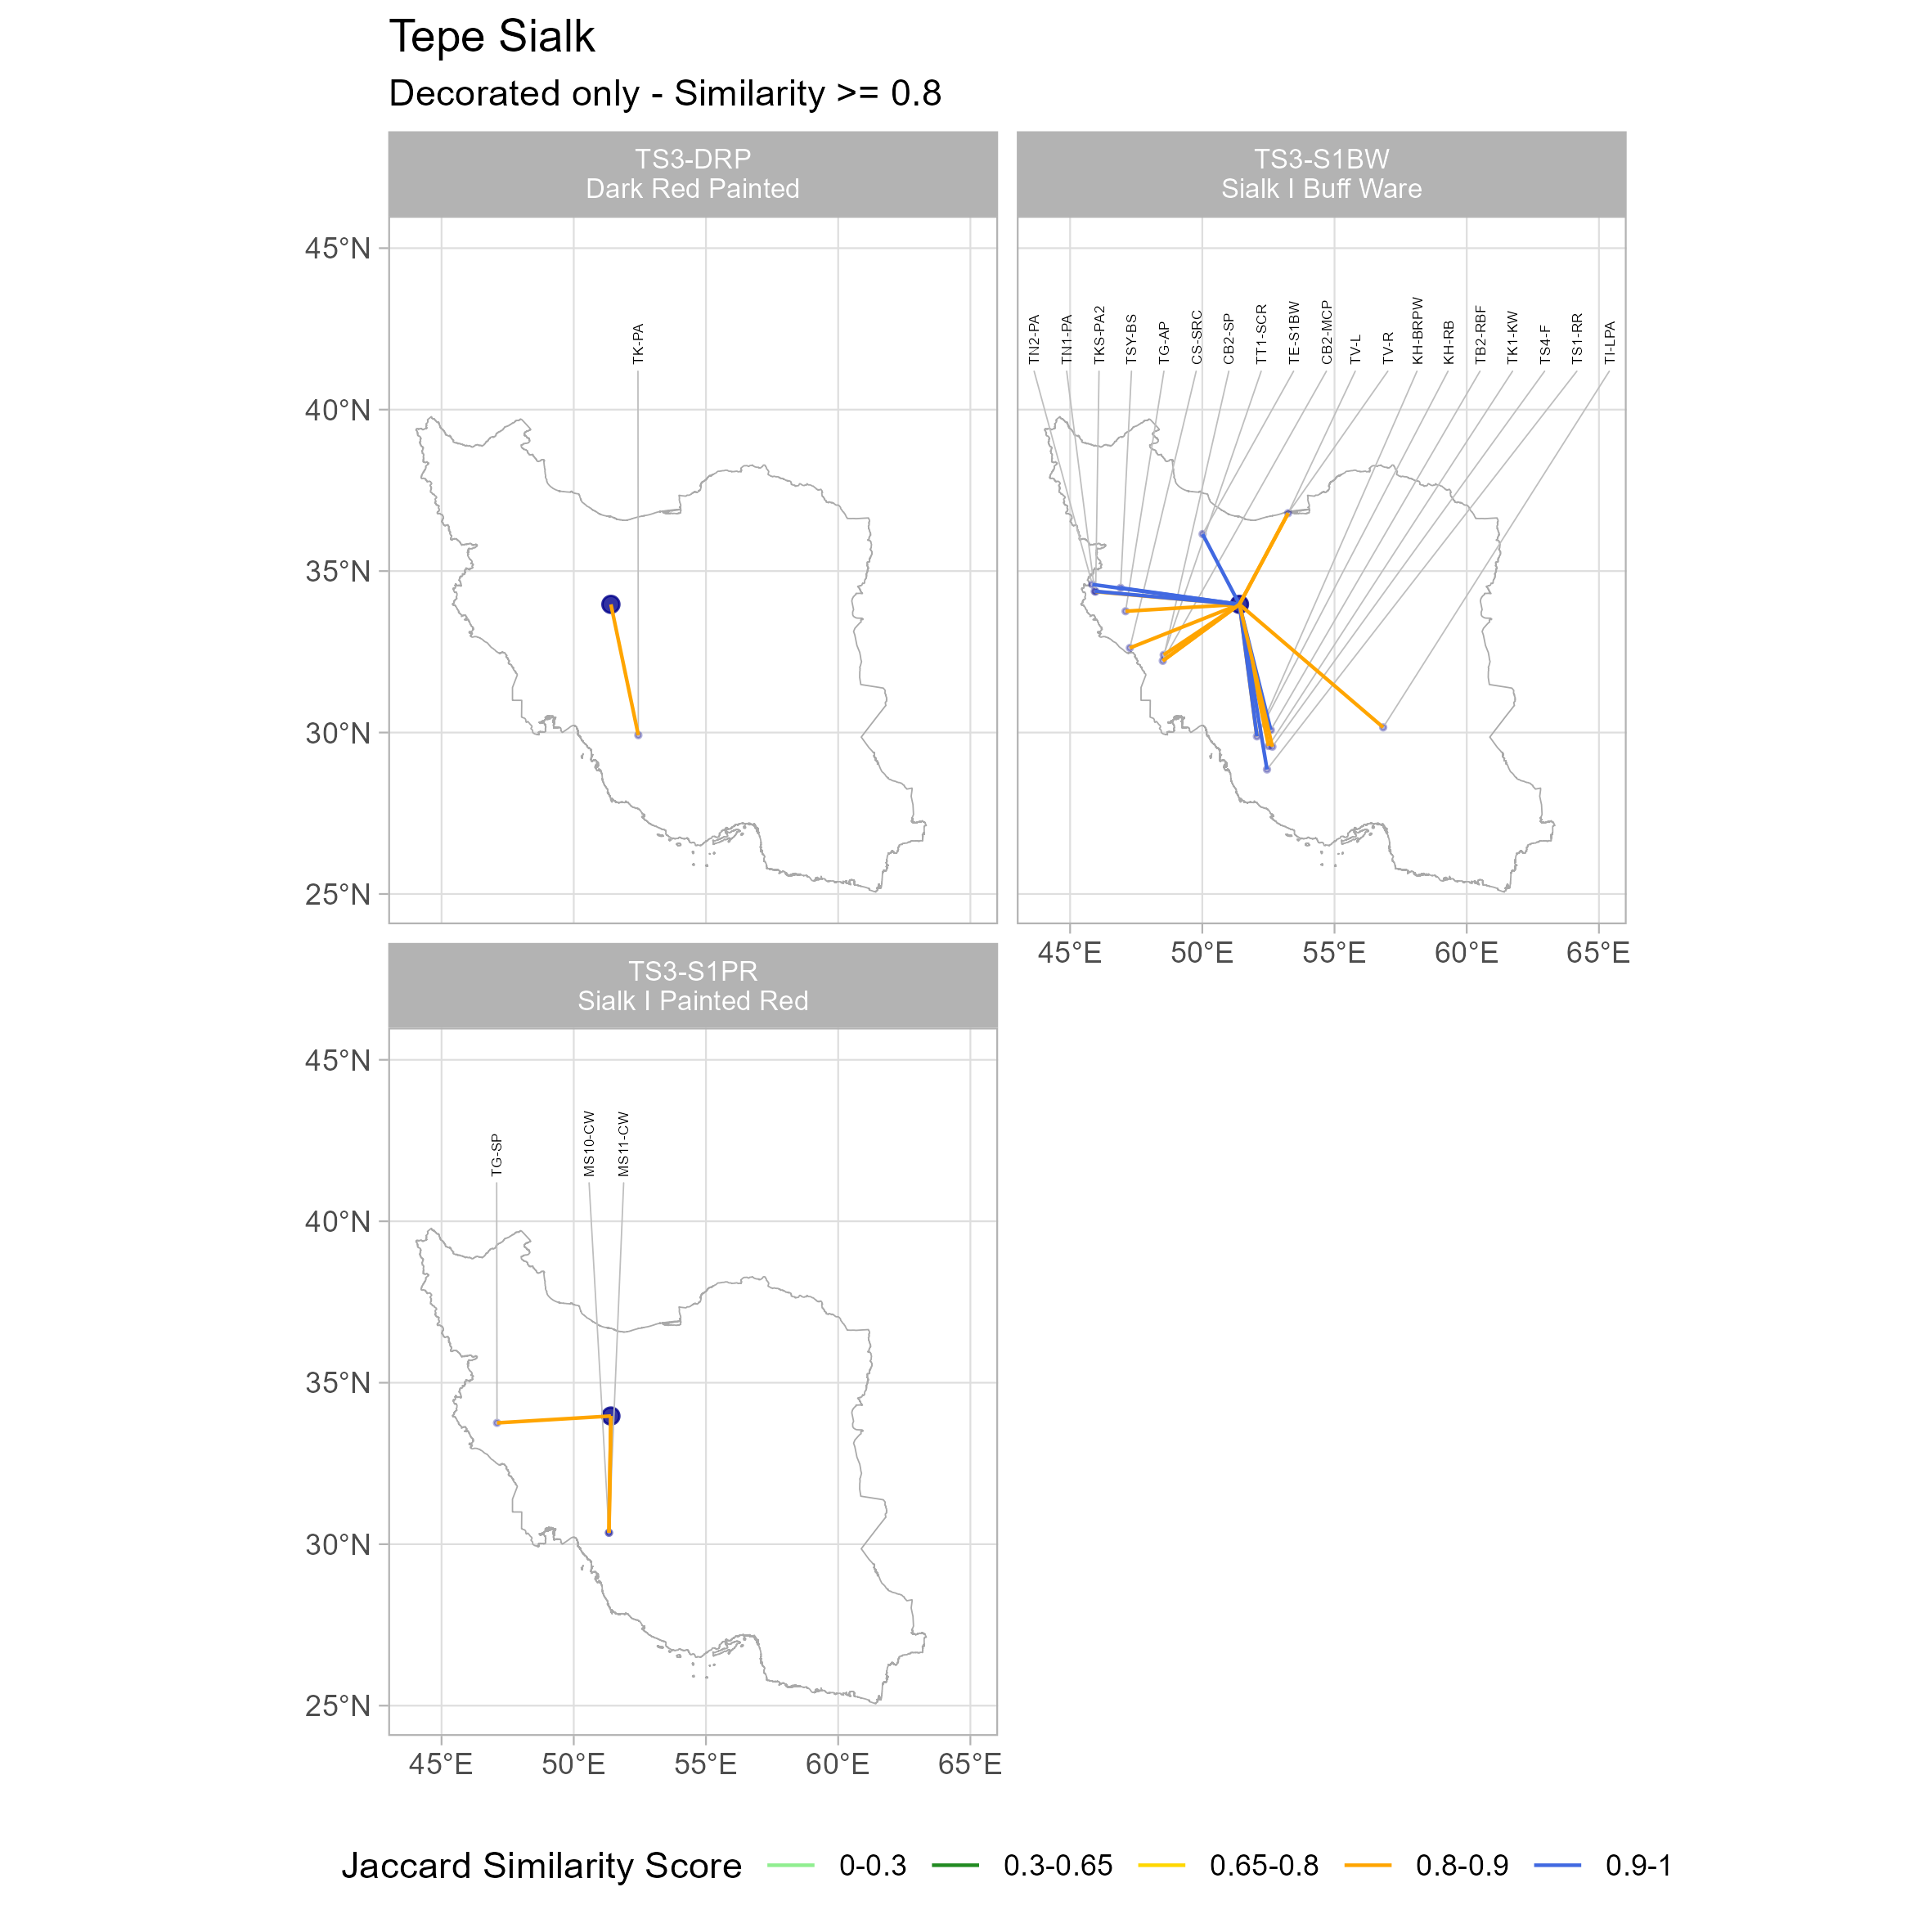 Tepe Sialk
Decorated only - Similarity >= 0.8
TS3-DRP
Dark Red Painted
TS3-S1BW
Sialk I Buff Ware
45°N
40°N
35°N
30°N
25°N
TK-PA
TN2-PA
TN1-PA
TKS-PA2
TSY-BS
TG-AP
CS-SRC
CB2-SP
TT1-SCR
TE-S1BW
CB2-MCP
TV-L
TV-R
KH-BRPW
KH-RB
TB2-RBF
TK1-KW
TS4-F
TS1-RR
TI-LPA
45°E 50°E 55°E 60°E 65°E
TS3-S1PR
Sialk I Painted Red
45°N
40°N
35°N
30°N
25°N
TG-SP
MS10-CW
MS11-CW
45°E 50°E 55°E 60°E 65°E
Jaccard Similarity Score 0-0.3 0.3-0.65 0.65-0.8 0.8-0.9 0.9-1